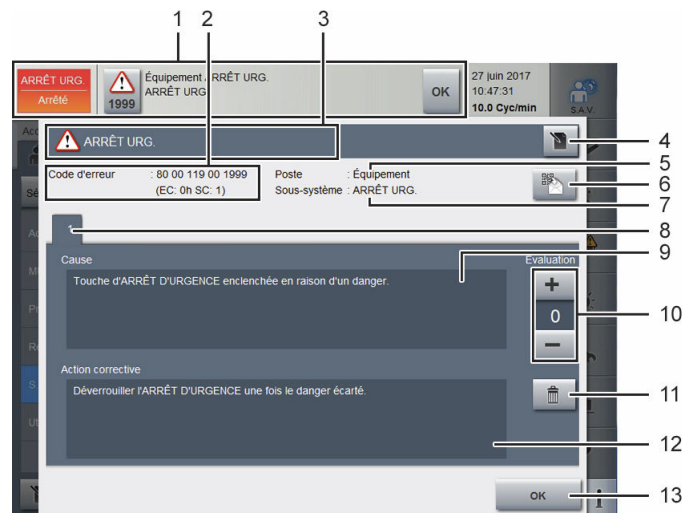 1 2 3
ARRÊT URG.
Arrêté
1999
Équipement ARRÊT URG.
ARRÊT URG.
OK
27 juin 2017
10:47:31
10.0 Cyc/min
S.A.V.
ARRÊT URG.
4
Code d'erreur : 80 00 119 00 1999
(EC: 0h SC: 1)
Poste : Équipement
Sous-système : ARRÊT URG.
5
6
7
1
8
Cause
Evaluation
9
Touche d'ARRÊT D'URGENCE enclenchée en raison d'un danger.
+
0
−
10
Action corrective
Déverrouiller l'ARRÊT D'URGENCE une fois le danger écarté.
11
12
OK
13